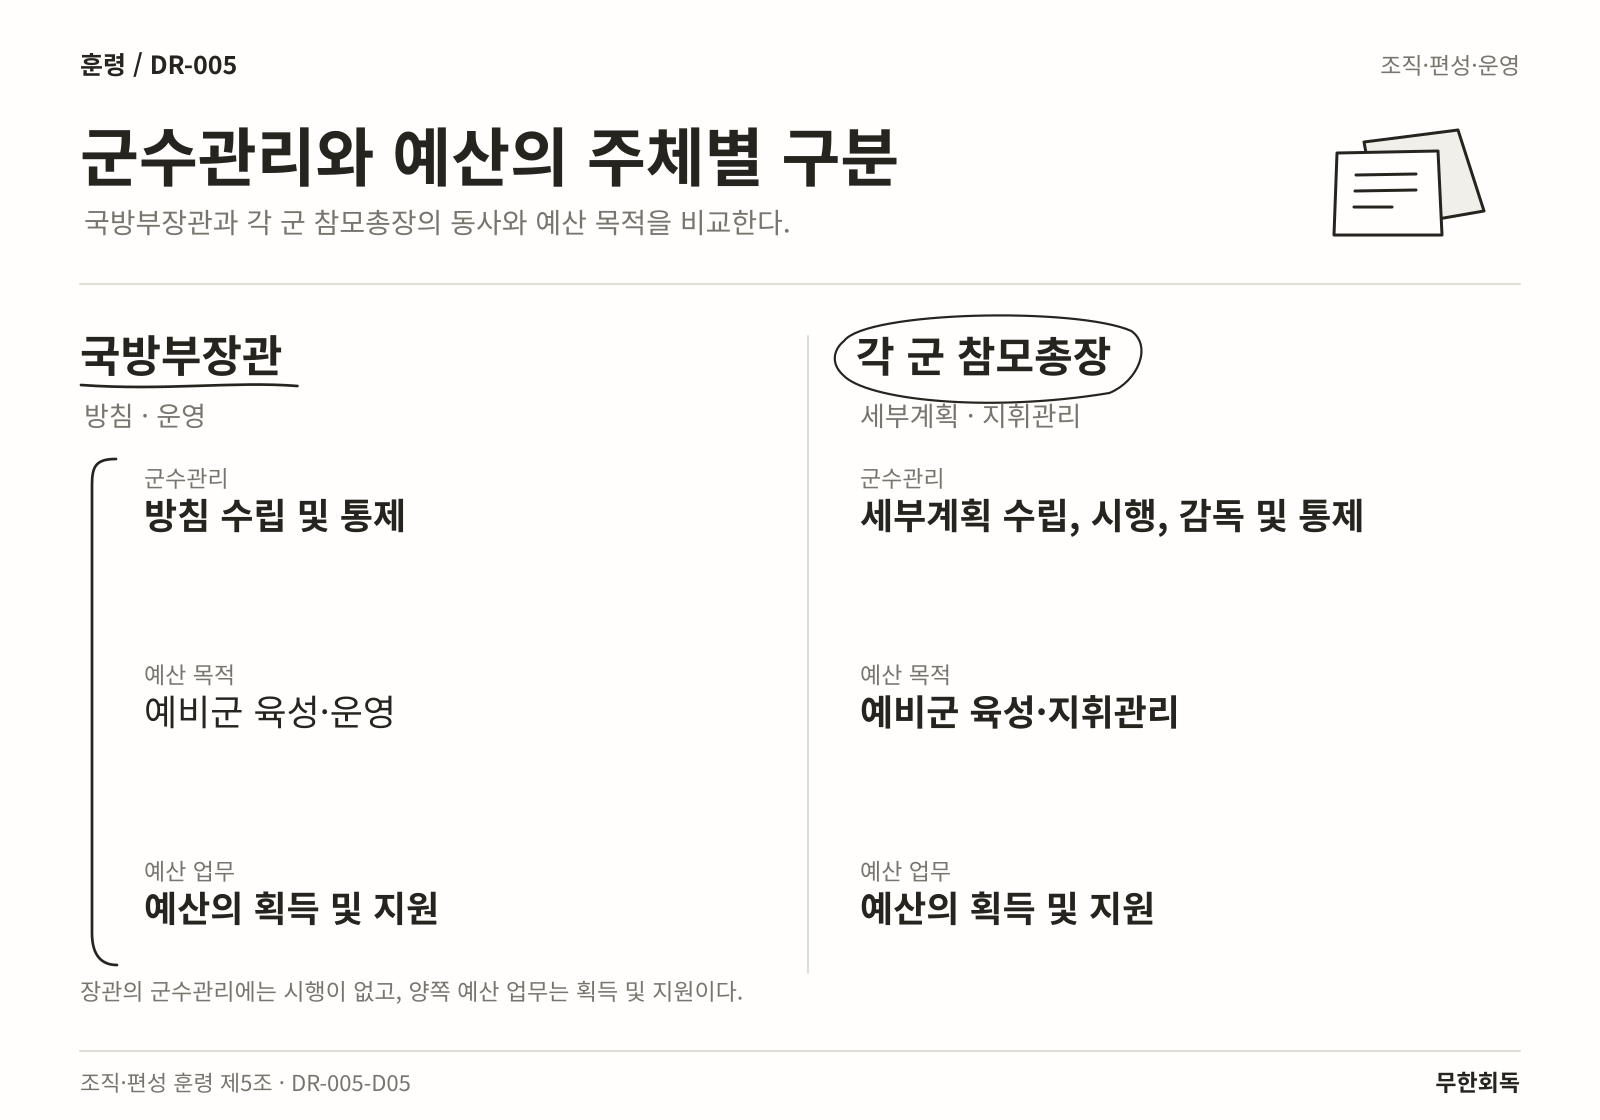 훈령 / DR-005
조직·편성·운영
군수관리와 예산의 주체별 구분
국방부장관과 각 군 참모총장의 동사와 예산 목적을 비교한다.
국방부장관
방침 · 운영
군수관리
방침 수립 및 통제
예산 목적
예비군 육성·운영
예산 업무
예산의 획득 및 지원
각 군 참모총장
세부계획 · 지휘관리
군수관리
세부계획 수립, 시행, 감독 및 통제
예산 목적
예비군 육성·지휘관리
예산 업무
예산의 획득 및 지원
장관의 군수관리에는 시행이 없고, 양쪽 예산 업무는 획득 및 지원이다.
조직·편성 훈령 제5조 · DR-005-D05
무한회독